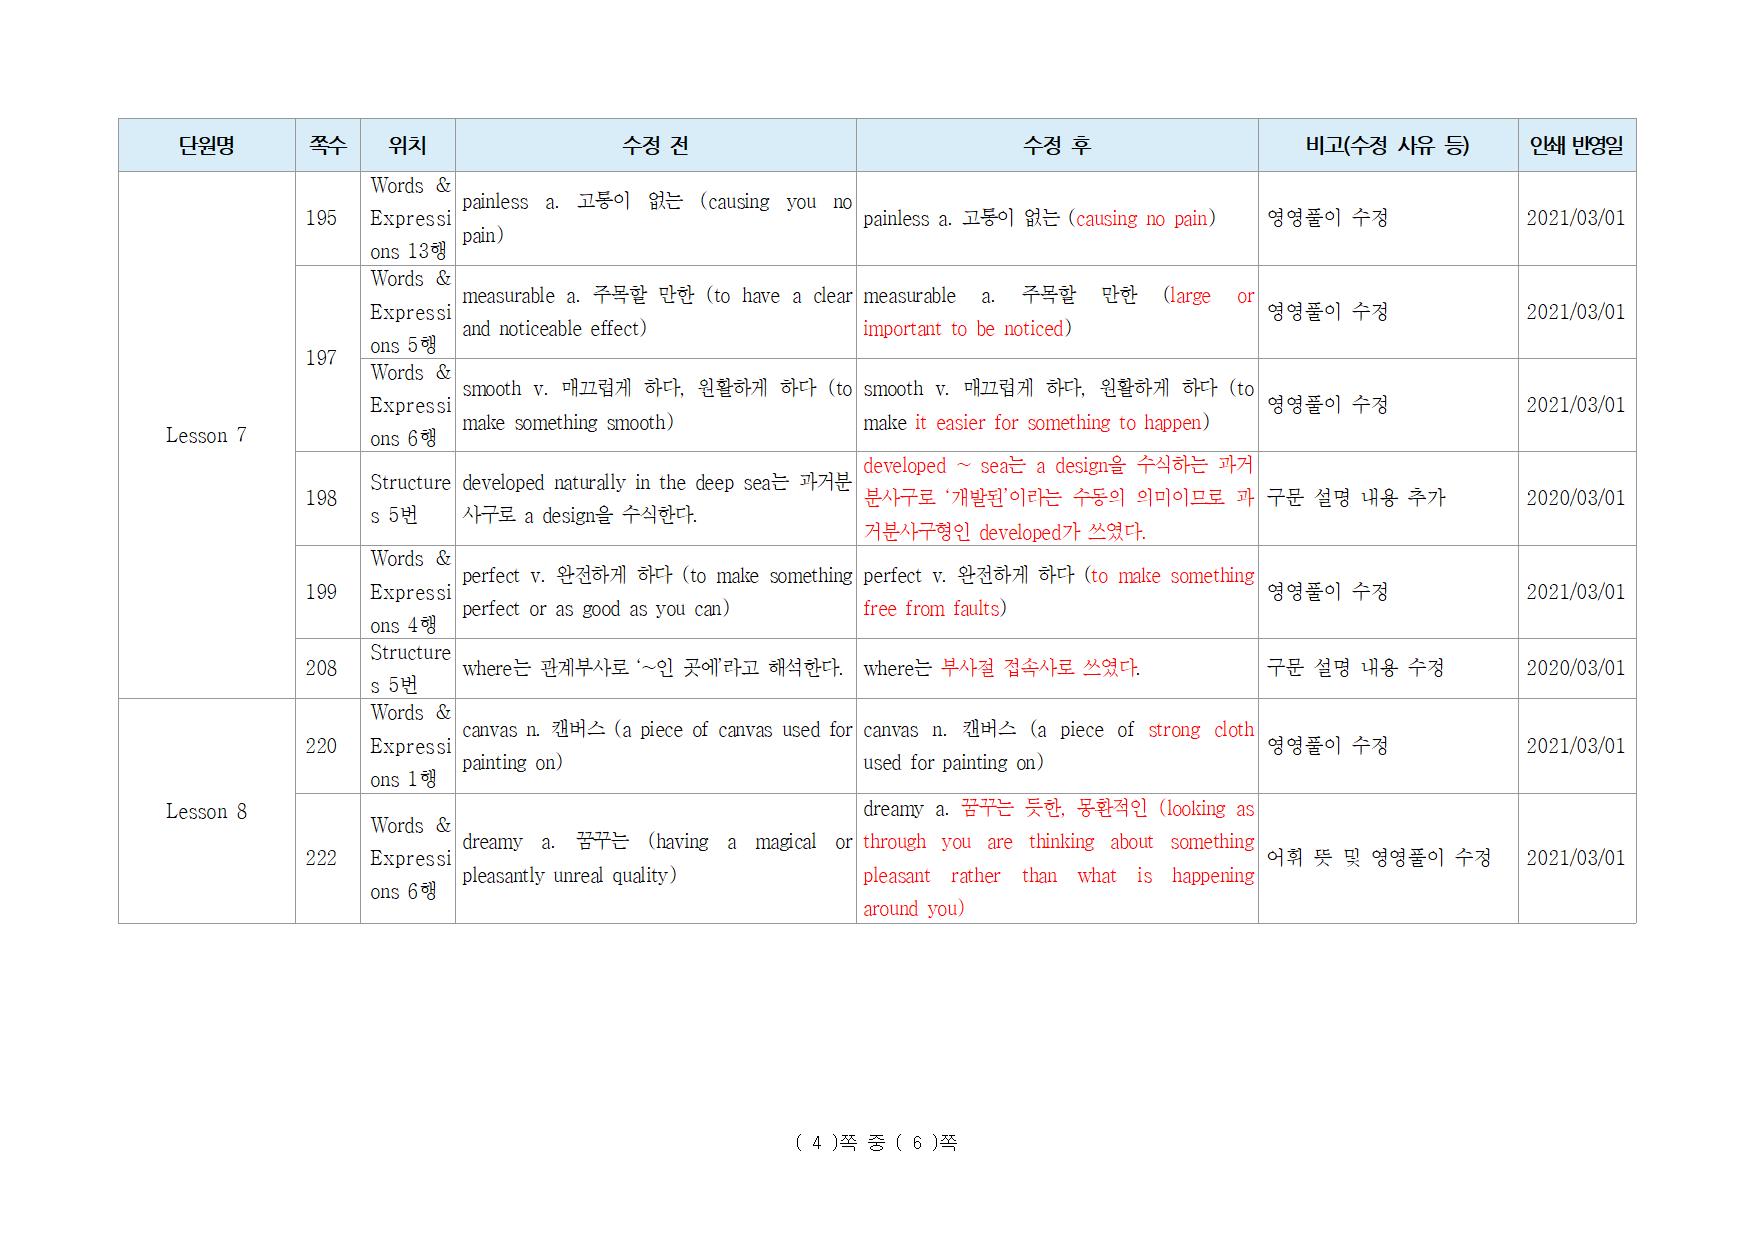 단원명 쪽수 위치 수정 전 수정 후 비고(수정 사유 등) 인쇄 반영일
Lesson 7
195
Words &
Expressi
ons 13행
painless a. 고통이 없는 (causing you no
pain)
painless a. 고통이 없는 (causing no pain)
영영풀이 수정
2021/03/01
197
Words &
Expressi
ons 5행
measurable a. 주목할 만한 (to have a clear
and noticeable effect)
measurable a. 주목할 만한 (large or
important to be noticed)
영영풀이 수정
2021/03/01
Words &
Expressi
ons 6행
smooth v. 매끄럽게 하다, 원활하게 하다 (to
make something smooth)
smooth v. 매끄럽게 하다, 원활하게 하다 (to
make it easier for something to happen)
영영풀이 수정
2021/03/01
198
Structure
s 5번
developed naturally in the deep sea는 과거분
사구로 a design을 수식한다.
developed ~ sea는 a design을 수식하는 과거
분사구로 ‘개발된’이라는 수동의 의미이므로 과
거분사구형인 developed가 쓰였다.
구문 설명 내용 추가
2020/03/01
199
Words &
Expressi
ons 4행
perfect v. 완전하게 하다 (to make something
perfect or as good as you can)
perfect v. 완전하게 하다 (to make something
free from faults)
영영풀이 수정
2021/03/01
208
Structure
s 5번
where는 관계부사로 ‘~인 곳에’라고 해석한다.
where는 부사절 접속사로 쓰였다.
구문 설명 내용 수정
2020/03/01
Lesson 8
220
Words &
Expressi
ons 1행
canvas n. 캔버스 (a piece of canvas used for
painting on)
canvas n. 캔버스 (a piece of strong cloth
used for painting on)
영영풀이 수정
2021/03/01
222
Words &
Expressi
ons 6행
dreamy a. 꿈꾸는 (having a magical or
pleasantly unreal quality)
dreamy a. 꿈꾸는 듯한, 몽환적인 (looking as
through you are thinking about something
pleasant rather than what is happening
around you)
어휘 뜻 및 영영풀이 수정
2021/03/01
( 4 )쪽 중 ( 6 )쪽